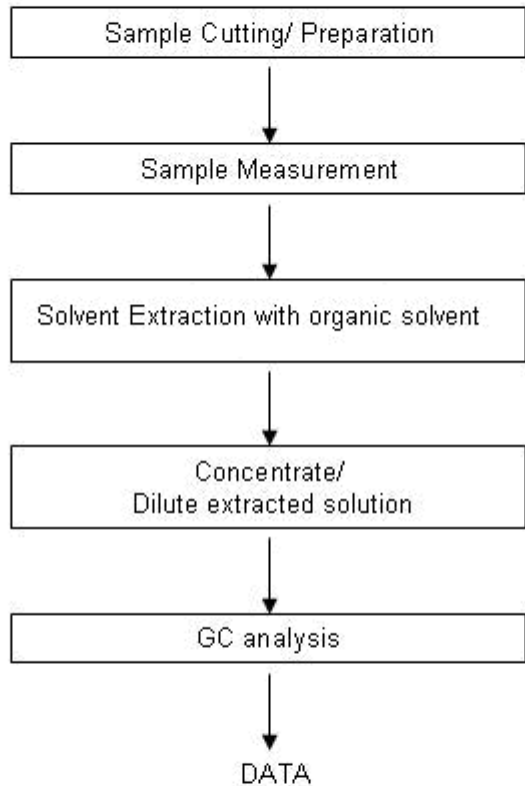 Sample Cutting/ Preparation
Sample Measurement
Solvent Extraction with organic solvent
Concentrate/
Dilute extracted solution
GC analysis
DATA